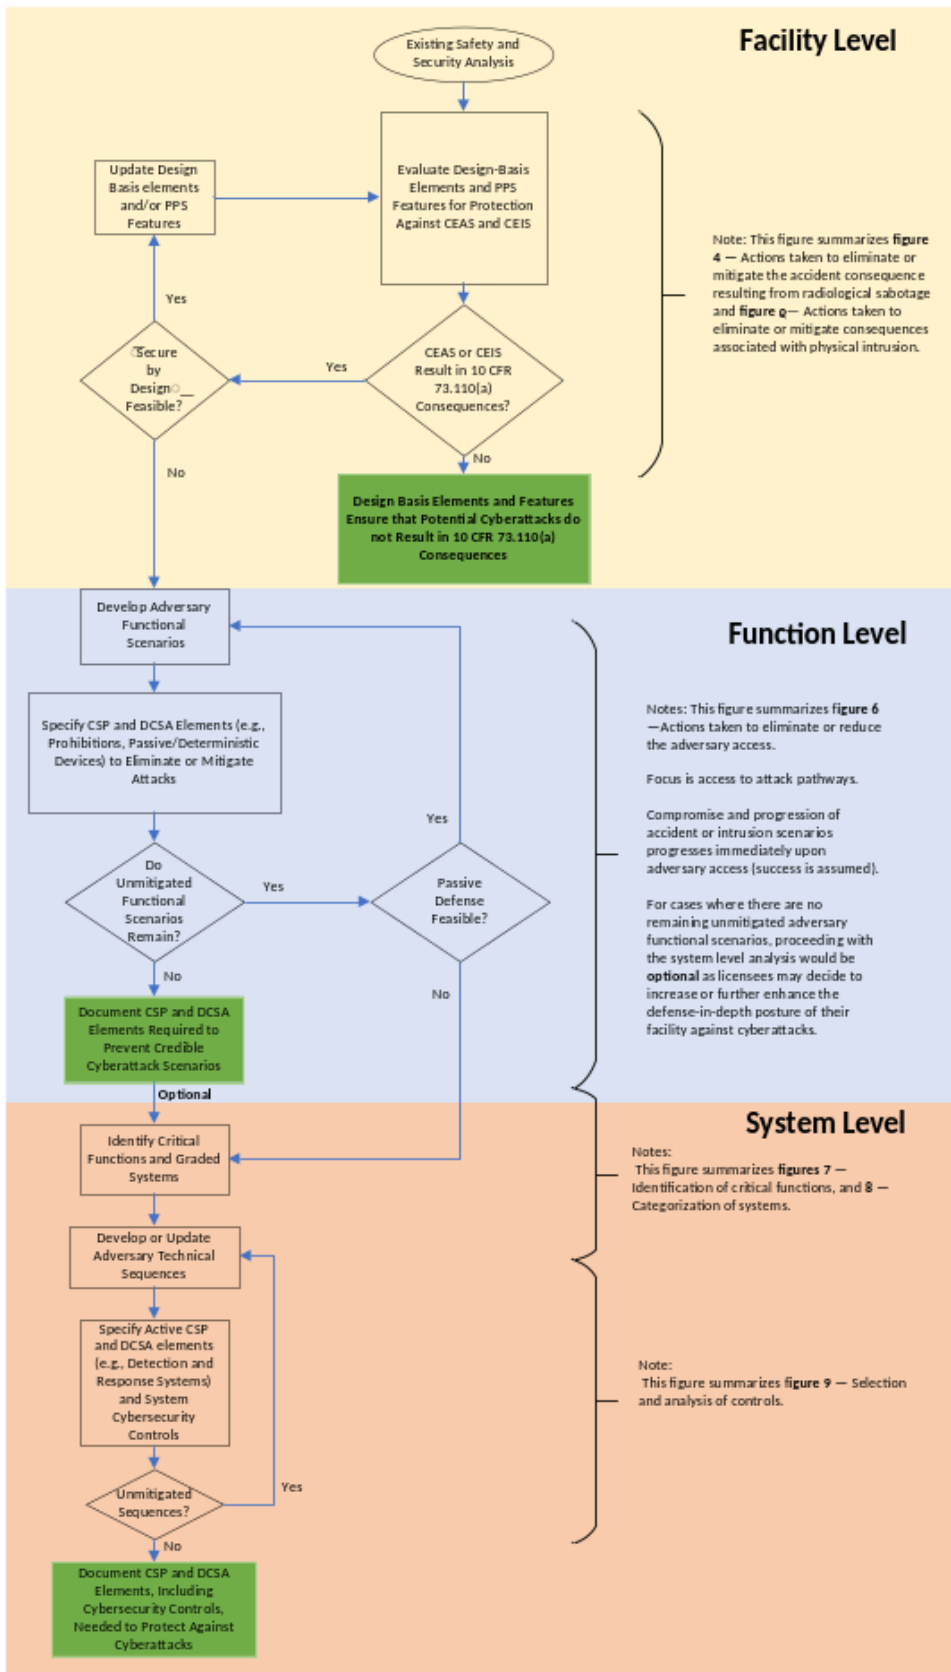 Facility Level
Existing Safety and
Security Analysis
Evaluate Design-Basis
Elements and PPS
Features for Protection
Against CEAS and CEIS
Update Design
Basis elements
and/or PPS
Features
Note: This figure summarizes figure
4 — Actions taken to eliminate or
mitigate the accident consequence
resulting from radiological sabotage
and figure — Actions taken to
eliminate or mitigate consequences
associated with physical intrusion.
Yes
Secure
by
Design
Feasible?
Yes
CEAS or CEIS
Result in 10 CFR
73.110(a)
Consequences?
No
No
Design Basis Elements and Features
Ensure that Potential Cyberattacks do
not Result in 10 CFR 73.110(a)
Consequences
Function Level
Develop Adversary
Functional
Scenarios
Specify CSP and DCSA Elements (e.g.,
Prohibitions, Passive/Deterministic
Devices) to Eliminate or Mitigate
Attacks
Notes: This figure summarizes figure 6
—Actions taken to eliminate or reduce
the adversary access.
Focus is access to attack pathways.
Compromise and progression of
accident or intrusion scenarios
progresses immediately upon
adversary access (success is assumed).
For cases where there are no
remaining unmitigated adversary
functional scenarios, proceeding with
the system level analysis would be
optional as licensees may decide to
increase or further enhance the
defense-in-depth posture of their
facility against cyberattacks.
Yes
Do
Unmitigated
Functional
Scenarios
Remain?
Yes
Passive
Defense
Feasible?
No
No
Document CSP and DCSA
Elements Required to
Prevent Credible
Cyberattack Scenarios
Optional
System Level
Identify Critical
Functions and Graded
Systems
Notes:
This figure summarizes figures 7 —
Identification of critical functions, and 8 —
Categorization of systems.
Develop or Update
Adversary Technical
Sequences
Specify Active CSP
and DCSA elements
(e.g., Detection and
Response Systems)
and System
Cybersecurity
Controls
Note:
This figure summarizes figure 9 — Selection
and analysis of controls.
Yes
Unmitigated
Sequences?
No
Document CSP and DCSA
Elements, Including
Cybersecurity Controls,
Needed to Protect Against
Cyberattacks